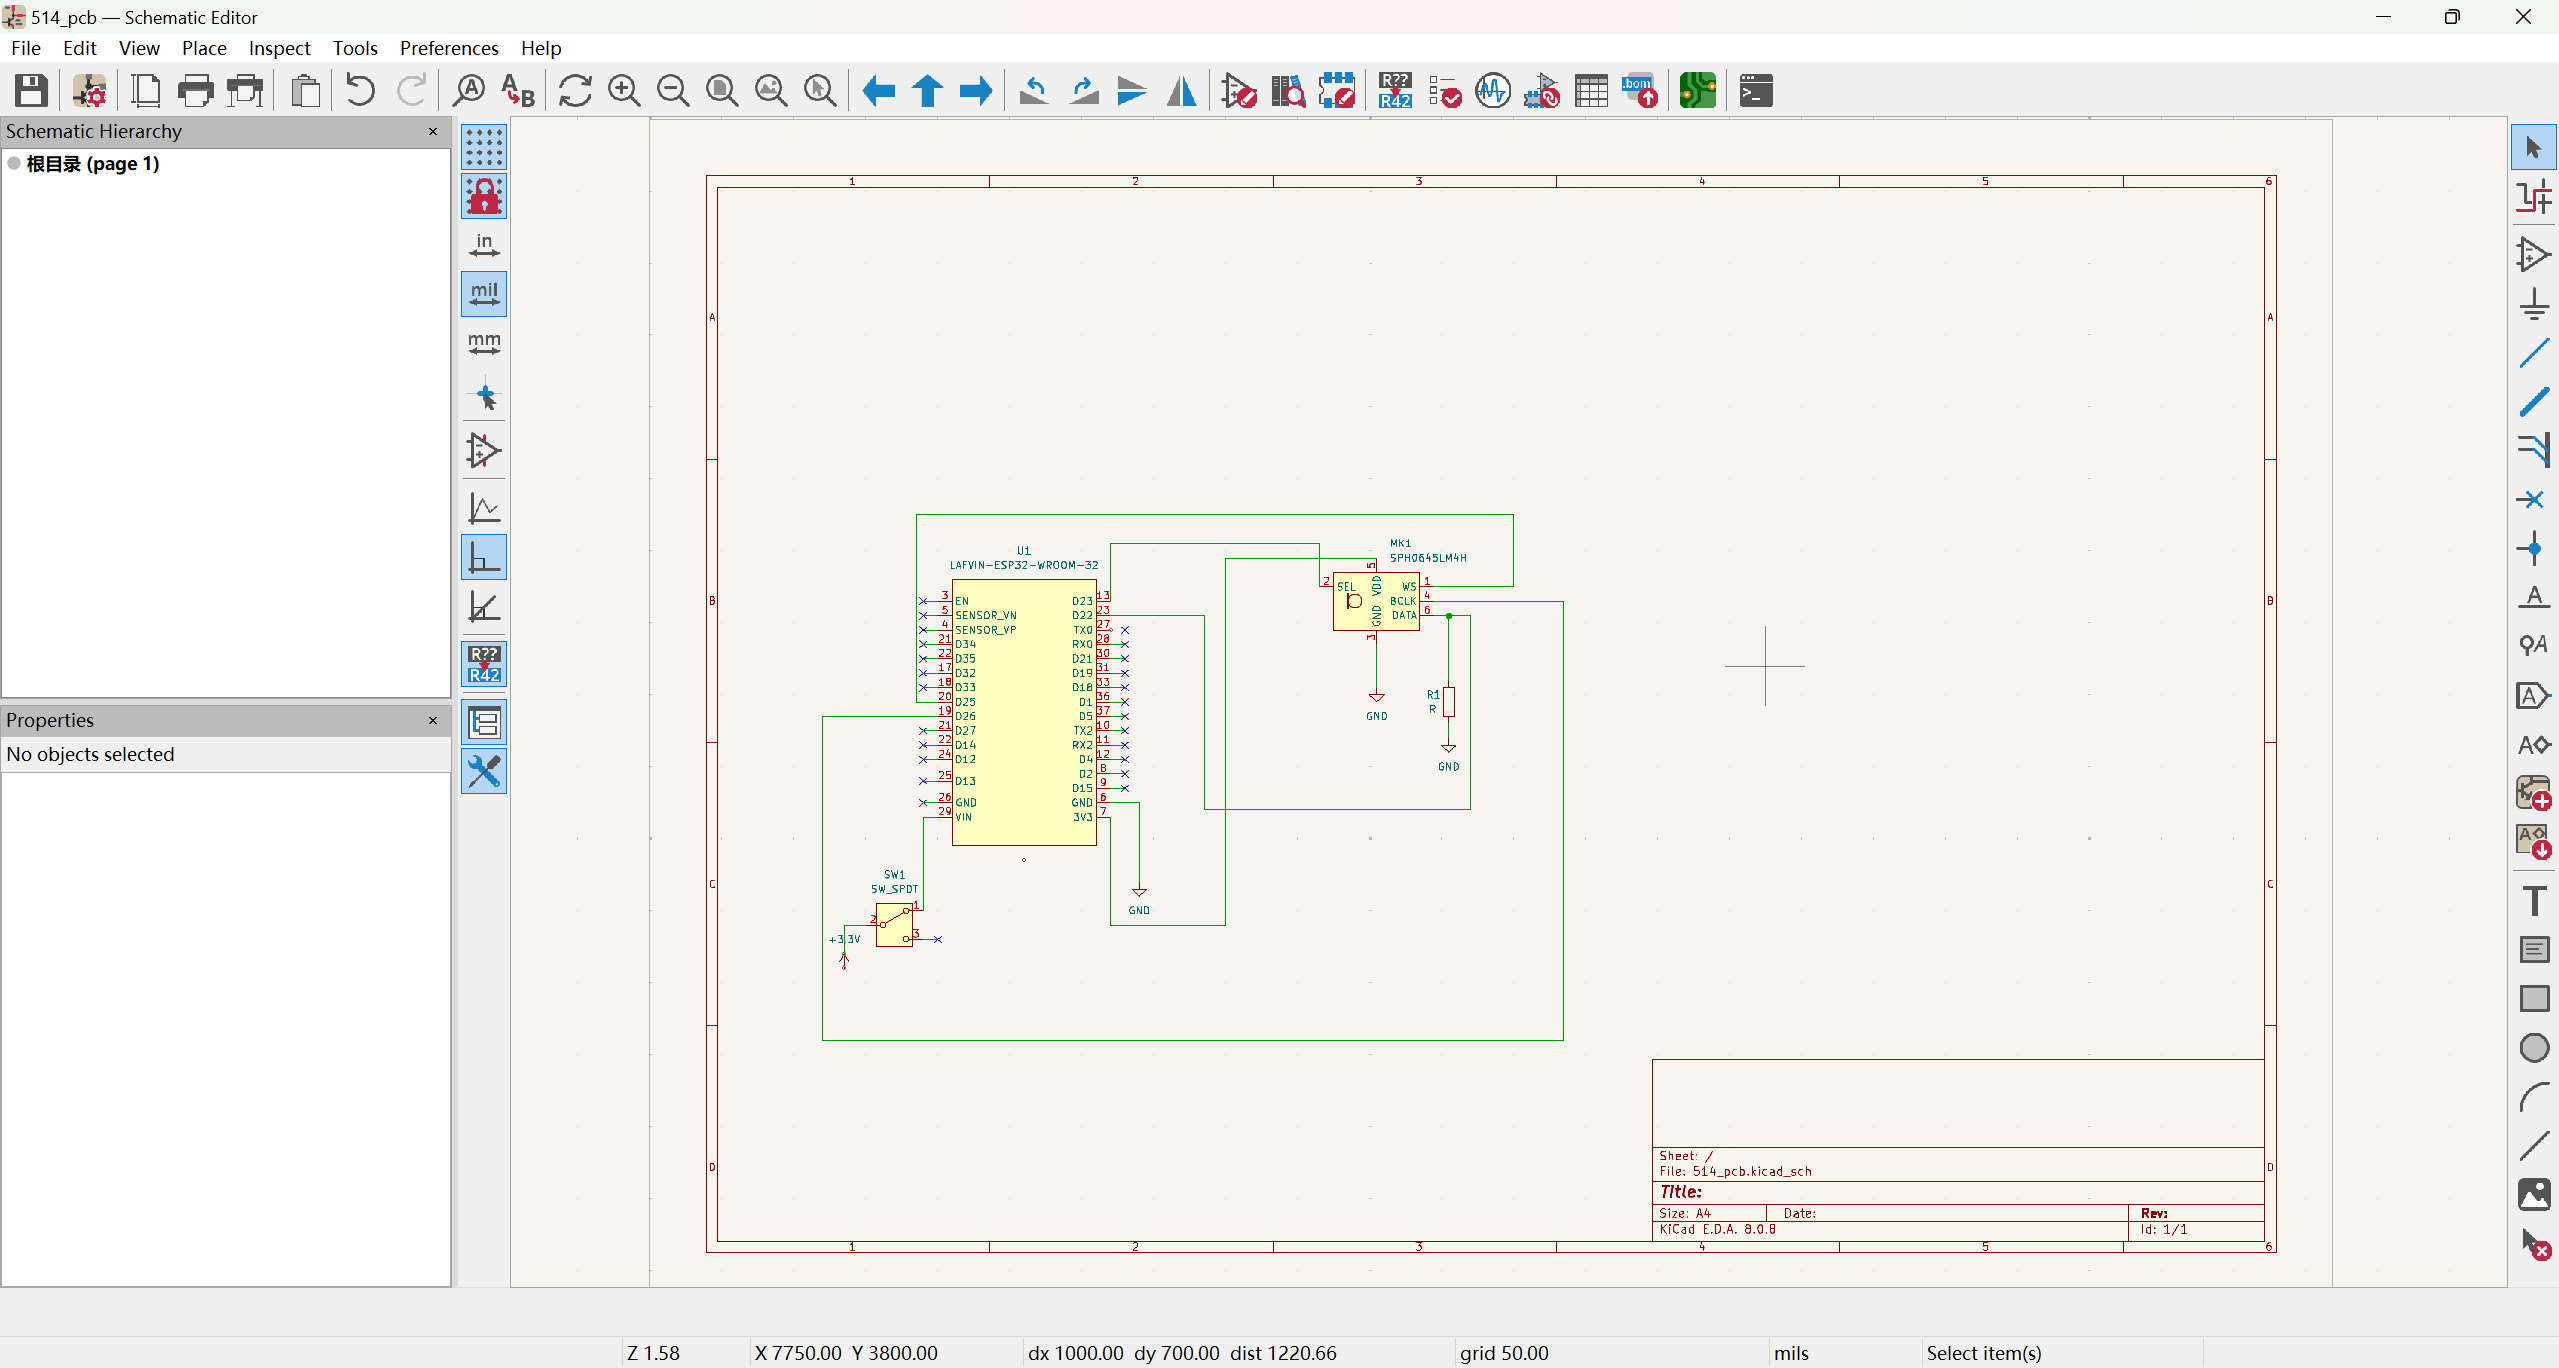 514_pcb — Schematic Editor
File Edit View Place Inspect Tools Preferences Help
Schematic Hierarchy
根目录 (page 1)
Properties
No objects selected
in
mil
mm
R??
R42
R??
R42
.bom
1 2 3 4 5 6
A A
B B
C C
D D
1 2 3 4 5 6
U1
LAFVIN-ESP32-WROOM-32
3 EN
5 SENSOR_VN
4 SENSOR_VP
21 D34
22 D35
17 D32
18 D33
20 D25
19 D26
21 D27
22 D14
24 D12
25 D13
26 GND
29 VIN
D23 13
D22 23
TX0 27
RX0 28
D21 30
D19 31
D18 33
D1 36
D5 37
TX2 10
RX2 11
D4 12
D2 8
D15 9
GND 6
3V3 7
MK1
SPH0645LM4H
2 SEL
5 VDD
WS 1
BCLK 4
DATA 6
GND 3
GND
R1
R
GND
GND
SW1
SW_SPDT
1
2
3
+3.3V
Sheet: /
File: 514_pcb.kicad_sch
Title:
Size: A4 Date: Rev:
KiCad E.D.A. 8.0.8 Id: 1/1
Z 1.58 X 7750.00 Y 3800.00 dx 1000.00 dy 700.00 dist 1220.66 grid 50.00 mils Select item(s)